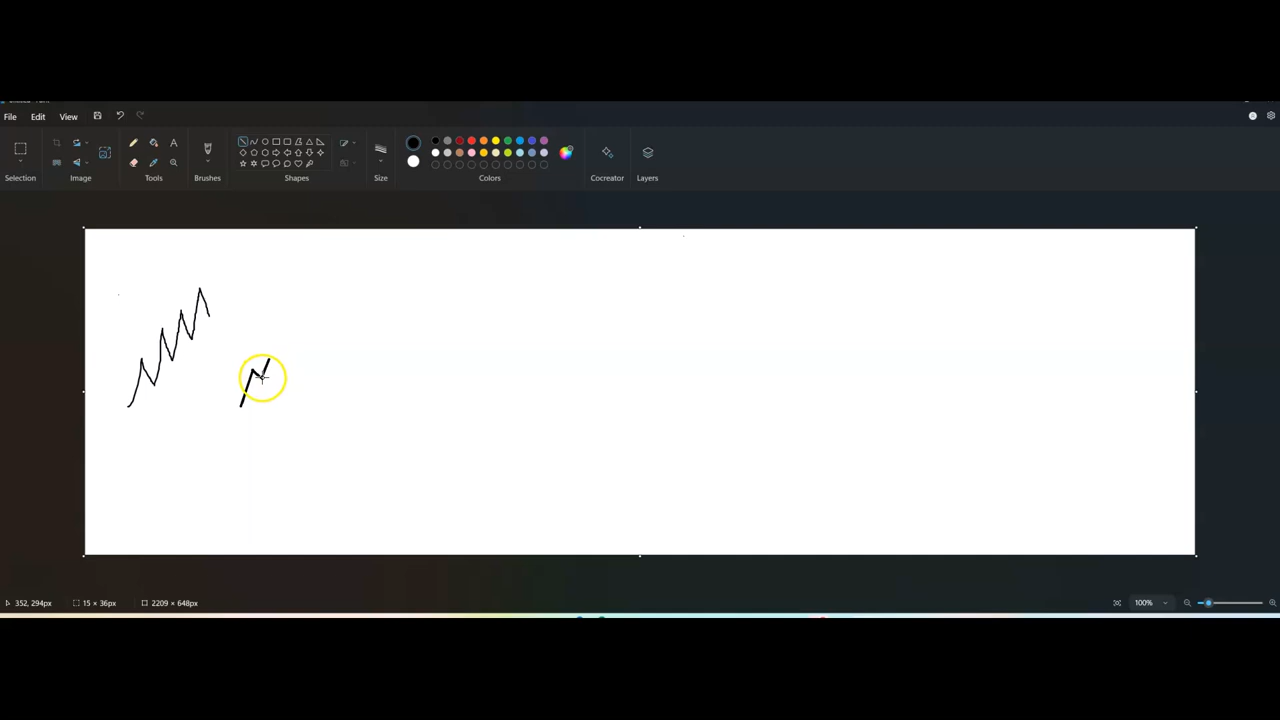 File Edit View
Selection Image Tools Brushes Shapes Size Colors Cocreator Layers
352, 294px 15 × 36px 2209 × 648px 100%